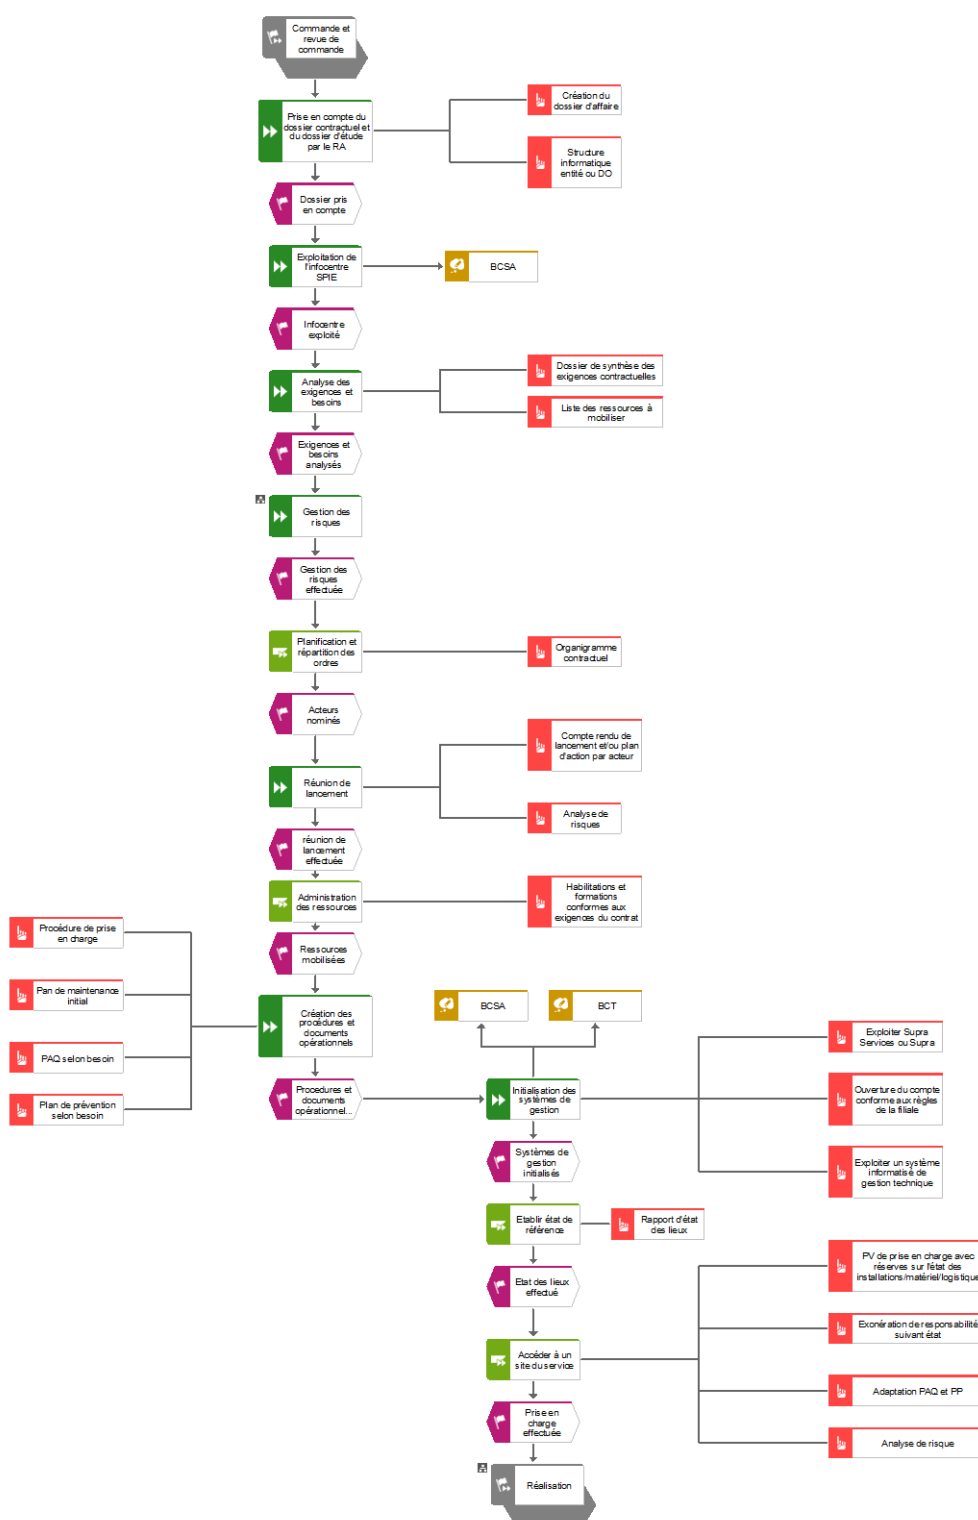 Commande et
revue de
commande
Prise en compte du
dossier contractuel et
du dossier d'étude
par le RA
Création du
dossier d'affaire
Structure
informatique
entité ou DO
Dossier pris
en compte
Exploitation de
l'infocentre
SPIE
BCSA
Infocentre
exploité
Analyse des
exigences et
besoins
Dossier de synthèse des
exigences contractuelles
Liste des ressources à
mobiliser
Exigences et
besoins
analysés
Gestion des
risques
Gestion des
risques
effectuée
Planification et
répartition des
ordres
Organigramme
contractuel
Acteurs
nominés
Compte rendu de
lancement et/ou plan
d'action par acteur
Réunion de
lancement
Analyse de
risques
réunion de
lancement
effectuée
Administration
des ressources
Habilitations et
formations
conformes aux
exigences du contrat
Procédure de prise
en charge
Ressources
mobilisées
Pan de maintenance
initial
Création des
procédures et
documents
opérationnels
BCSA
BCT
PAQ selon besoin
Plan de prévention
selon besoin
Procedures et
documents
opérationnel...
Initialisation des
systèmes de
gestion
Exploiter Supra
Services ou Supra
Ouverture du compte
conforme aux règles
de la filiale
Exploiter un système
informatisé de
gestion technique
Systèmes de
gestion
initialisés
Etablir état de
référence
Rapport d'état
des lieux
Etat des lieux
effectué
PV de prise en charge avec
réserves sur l'état des
installations/matériel/logistique
Exonération de responsabilité
suivant état
Accéder à un
site du service
Adaptation PAQ et PP
Prise en
charge
effectuée
Analyse de risque
Réalisation